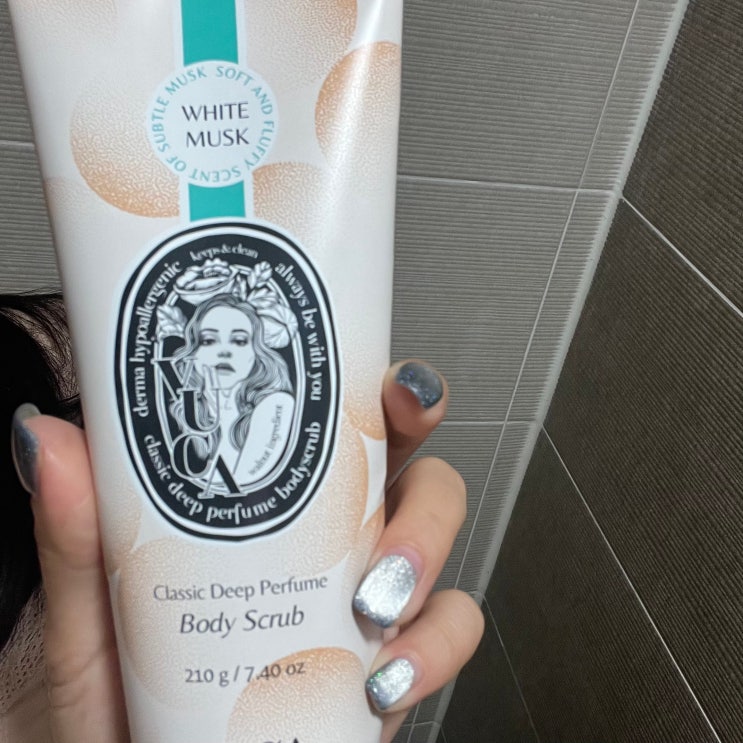 SUBTLE MUSK SOFT AND FLUFFY SCENT OF
WHITE
MUSK
keeps & clean
derma hypoallergenic
always be with you
walnut ingredient
classic deep perfume bodyscrub
Classic Deep Perfume
Body Scrub
210 g / 7.40 oz